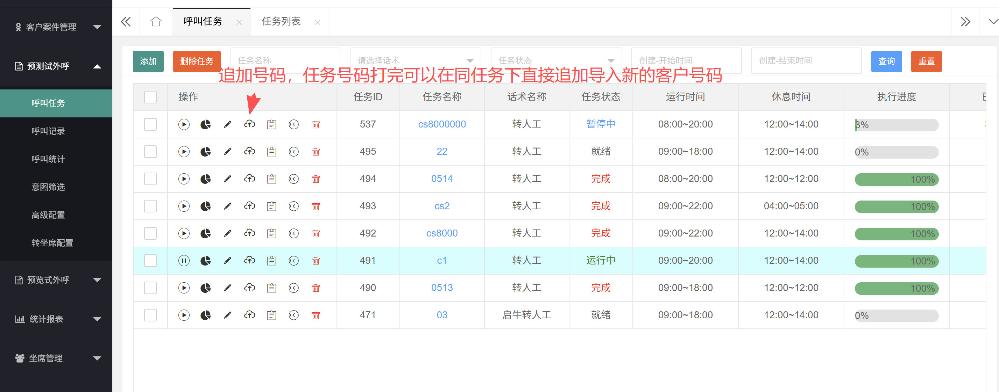 客户案件管理
预测试外呼
呼叫任务
呼叫记录
呼叫统计
意图筛选
高级配置
转坐席配置
预览式外呼
统计报表
坐席管理
呼叫任务 任务列表
添加 删除任务 任务名称 请选择话术 任务状态 创建-开始时间 创建-结束时间 查询 重置
追加号码，任务号码打完可以在同任务下直接追加导入新的客户号码
操作 任务ID 任务名称 话术名称 任务状态 运行时间 休息时间 执行进度
537 cs8000000 转人工 暂停中 08:00~20:00 12:00~14:00 3%
495 22 转人工 就绪 09:00~18:00 12:00~14:00 0%
494 0514 转人工 完成 08:00~20:00 12:00~12:00 100%
493 cs2 转人工 完成 09:00~22:00 04:00~05:00 100%
492 cs8000 转人工 完成 09:00~22:00 12:00~14:00 100%
491 c1 转人工 运行中 09:00~20:00 12:00~14:00 100%
490 0513 转人工 完成 09:00~18:00 12:00~12:00 100%
471 03 启牛转人工 就绪 09:00~18:00 12:00~14:00 0%